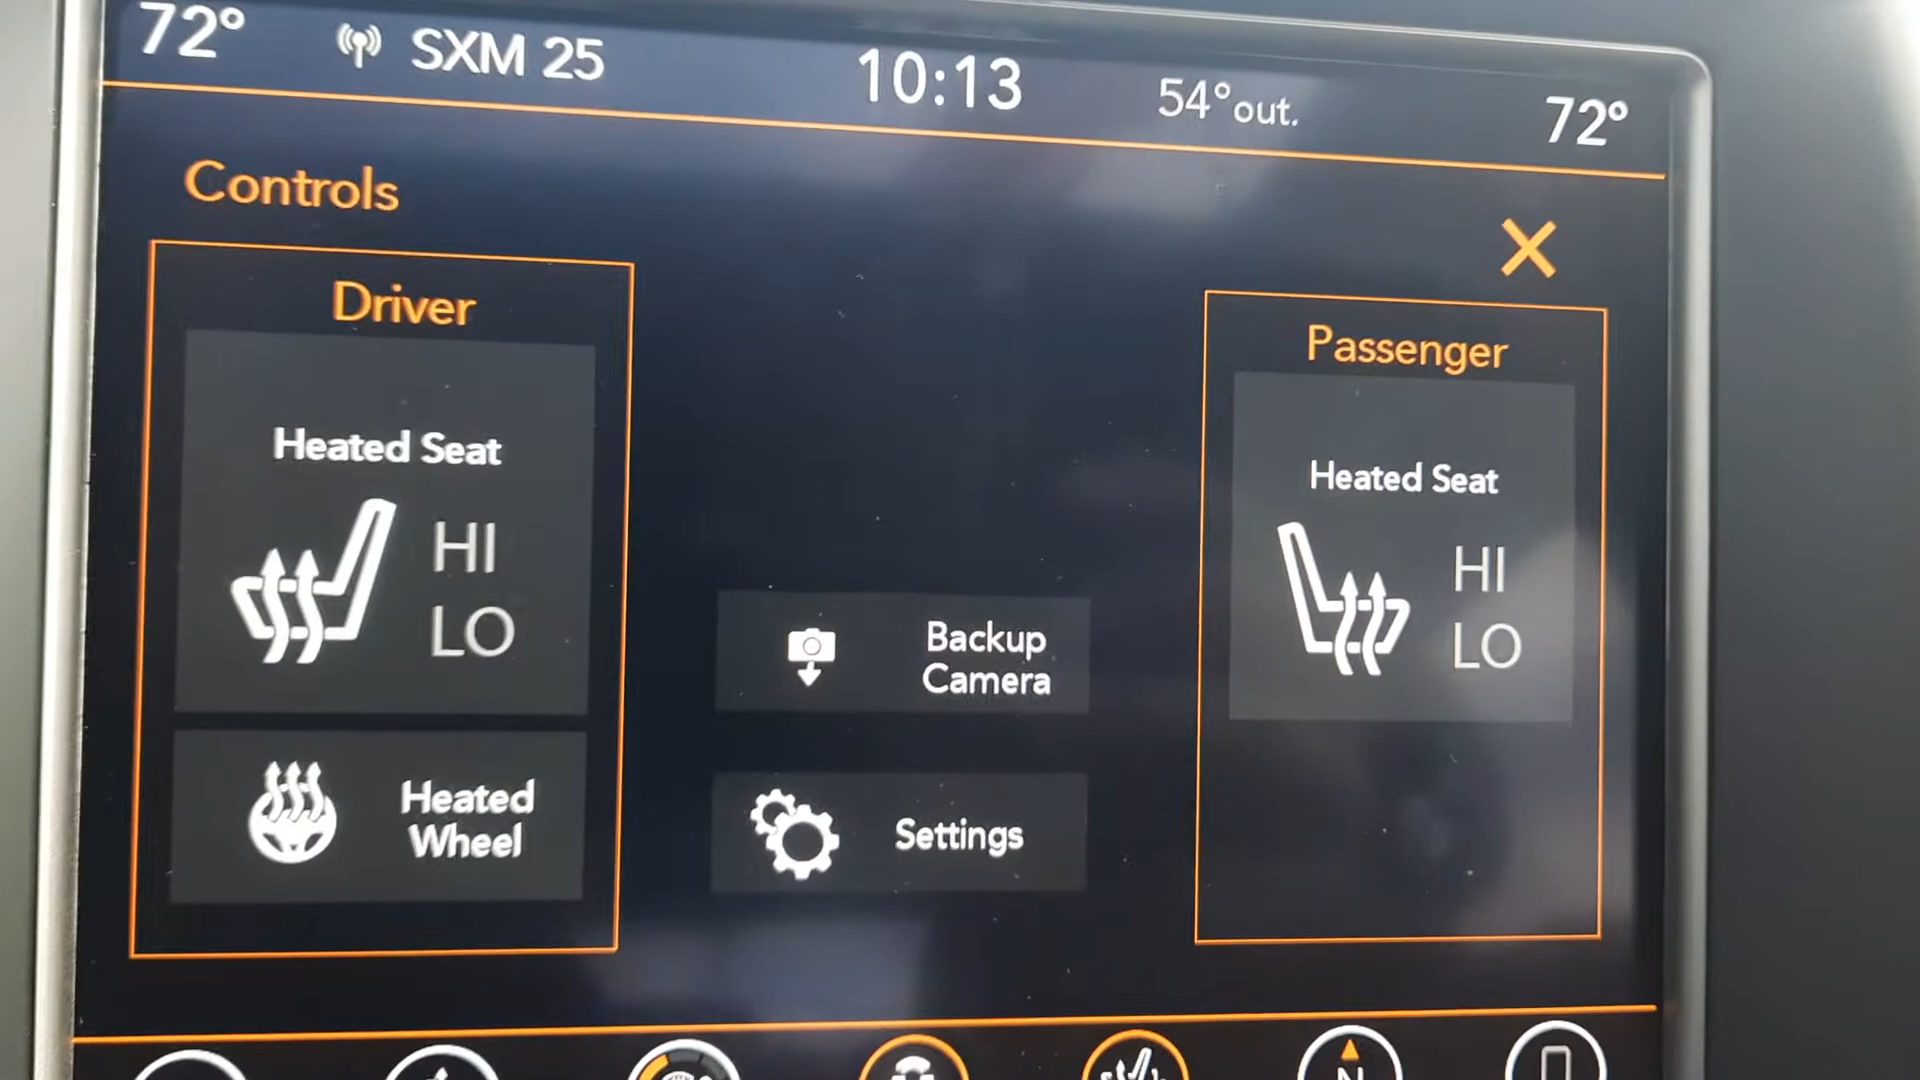 72° SXM 25 10:13 54°out. 72°
Controls
Driver
Heated Seat
HI
LO
Heated
Wheel
Backup
Camera
Settings
Passenger
Heated Seat
HI
LO
N